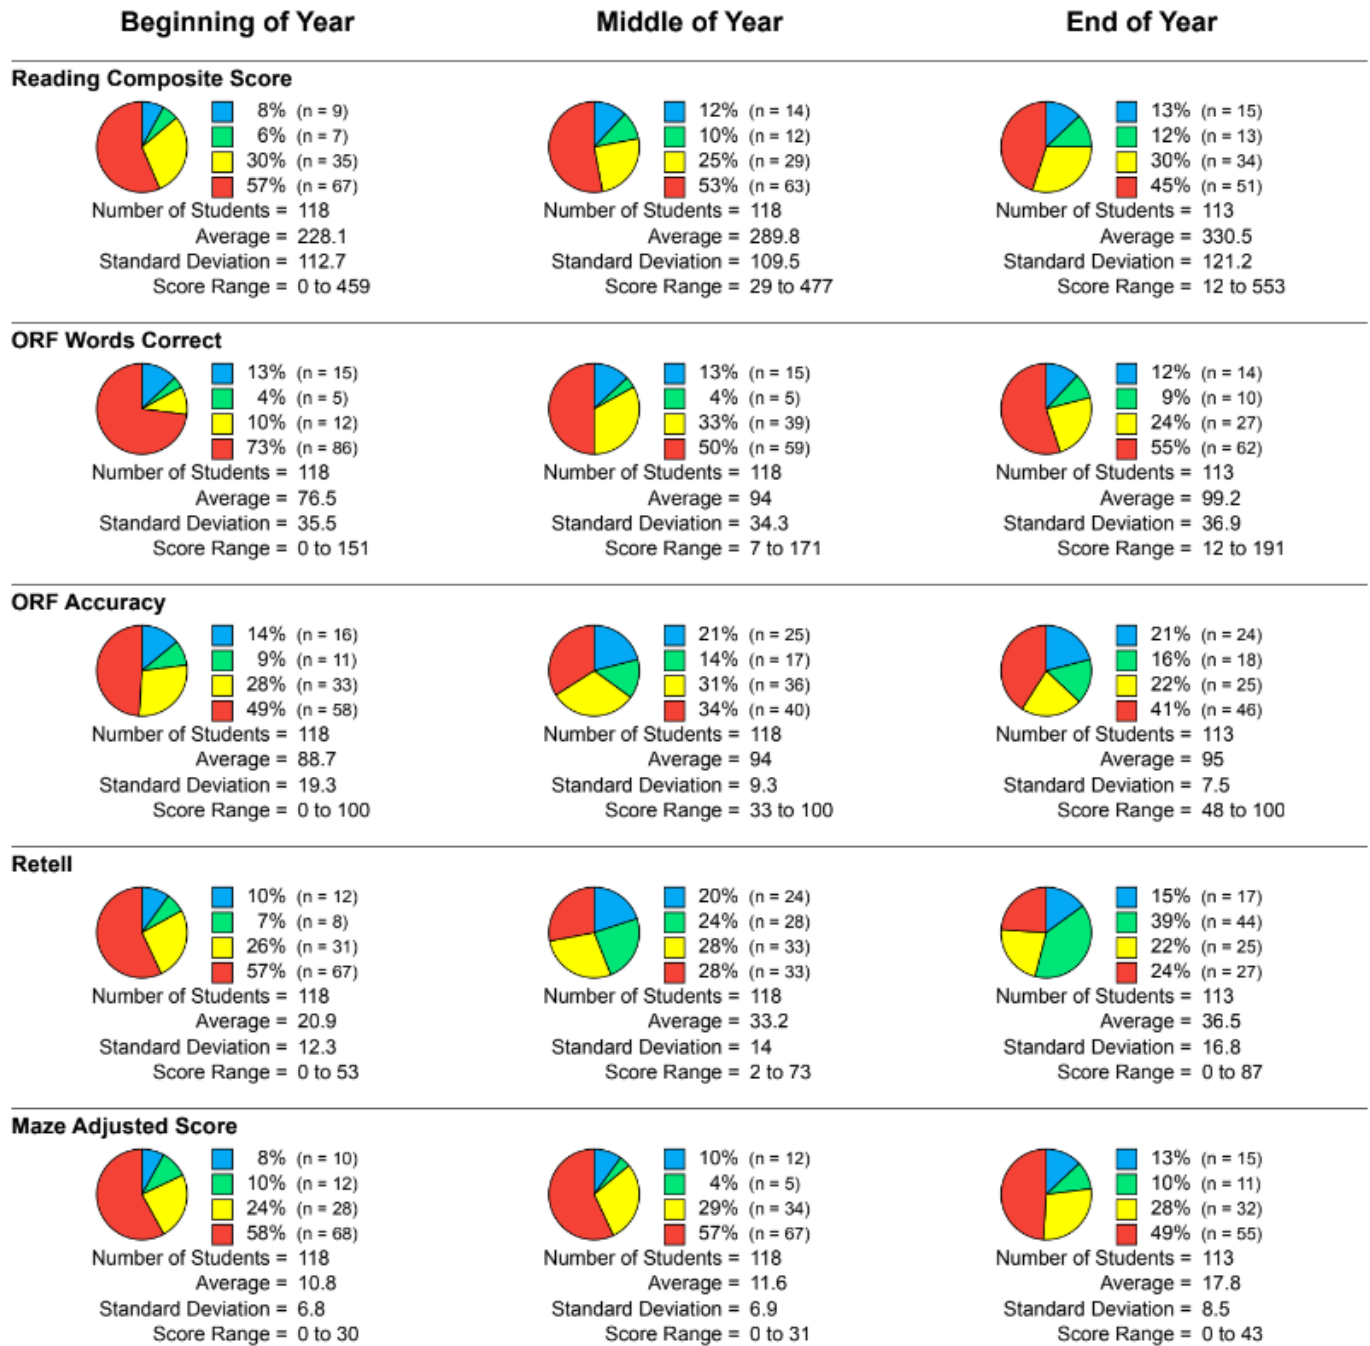 Beginning of Year Middle of Year End of Year
Reading Composite Score
8% (n = 9) 12% (n = 14) 13% (n = 15)
6% (n = 7) 10% (n = 12) 12% (n = 13)
30% (n = 35) 25% (n = 29) 30% (n = 34)
57% (n = 67) 53% (n = 63) 45% (n = 51)
Number of Students = 118 Number of Students = 118 Number of Students = 113
Average = 228.1 Average = 289.8 Average = 330.5
Standard Deviation = 112.7 Standard Deviation = 109.5 Standard Deviation = 121.2
Score Range = 0 to 459 Score Range = 29 to 477 Score Range = 12 to 553
ORF Words Correct
13% (n = 15) 13% (n = 15) 12% (n = 14)
4% (n = 5) 4% (n = 5) 9% (n = 10)
10% (n = 12) 33% (n = 39) 24% (n = 27)
73% (n = 86) 50% (n = 59) 55% (n = 62)
Number of Students = 118 Number of Students = 118 Number of Students = 113
Average = 76.5 Average = 94 Average = 99.2
Standard Deviation = 35.5 Standard Deviation = 34.3 Standard Deviation = 36.9
Score Range = 0 to 151 Score Range = 7 to 171 Score Range = 12 to 191
ORF Accuracy
14% (n = 16) 21% (n = 25) 21% (n = 24)
9% (n = 11) 14% (n = 17) 16% (n = 18)
28% (n = 33) 31% (n = 36) 22% (n = 25)
49% (n = 58) 34% (n = 40) 41% (n = 46)
Number of Students = 118 Number of Students = 118 Number of Students = 113
Average = 88.7 Average = 94 Average = 95
Standard Deviation = 19.3 Standard Deviation = 9.3 Standard Deviation = 7.5
Score Range = 0 to 100 Score Range = 33 to 100 Score Range = 48 to 100
Retell
10% (n = 12) 20% (n = 24) 15% (n = 17)
7% (n = 8) 24% (n = 28) 39% (n = 44)
26% (n = 31) 28% (n = 33) 22% (n = 25)
57% (n = 67) 28% (n = 33) 24% (n = 27)
Number of Students = 118 Number of Students = 118 Number of Students = 113
Average = 20.9 Average = 33.2 Average = 36.5
Standard Deviation = 12.3 Standard Deviation = 14 Standard Deviation = 16.8
Score Range = 0 to 53 Score Range = 2 to 73 Score Range = 0 to 87
Maze Adjusted Score
8% (n = 10) 10% (n = 12) 13% (n = 15)
10% (n = 12) 4% (n = 5) 10% (n = 11)
24% (n = 28) 29% (n = 34) 28% (n = 32)
58% (n = 68) 57% (n = 67) 49% (n = 55)
Number of Students = 118 Number of Students = 118 Number of Students = 113
Average = 10.8 Average = 11.6 Average = 17.8
Standard Deviation = 6.8 Standard Deviation = 6.9 Standard Deviation = 8.5
Score Range = 0 to 30 Score Range = 0 to 31 Score Range = 0 to 43